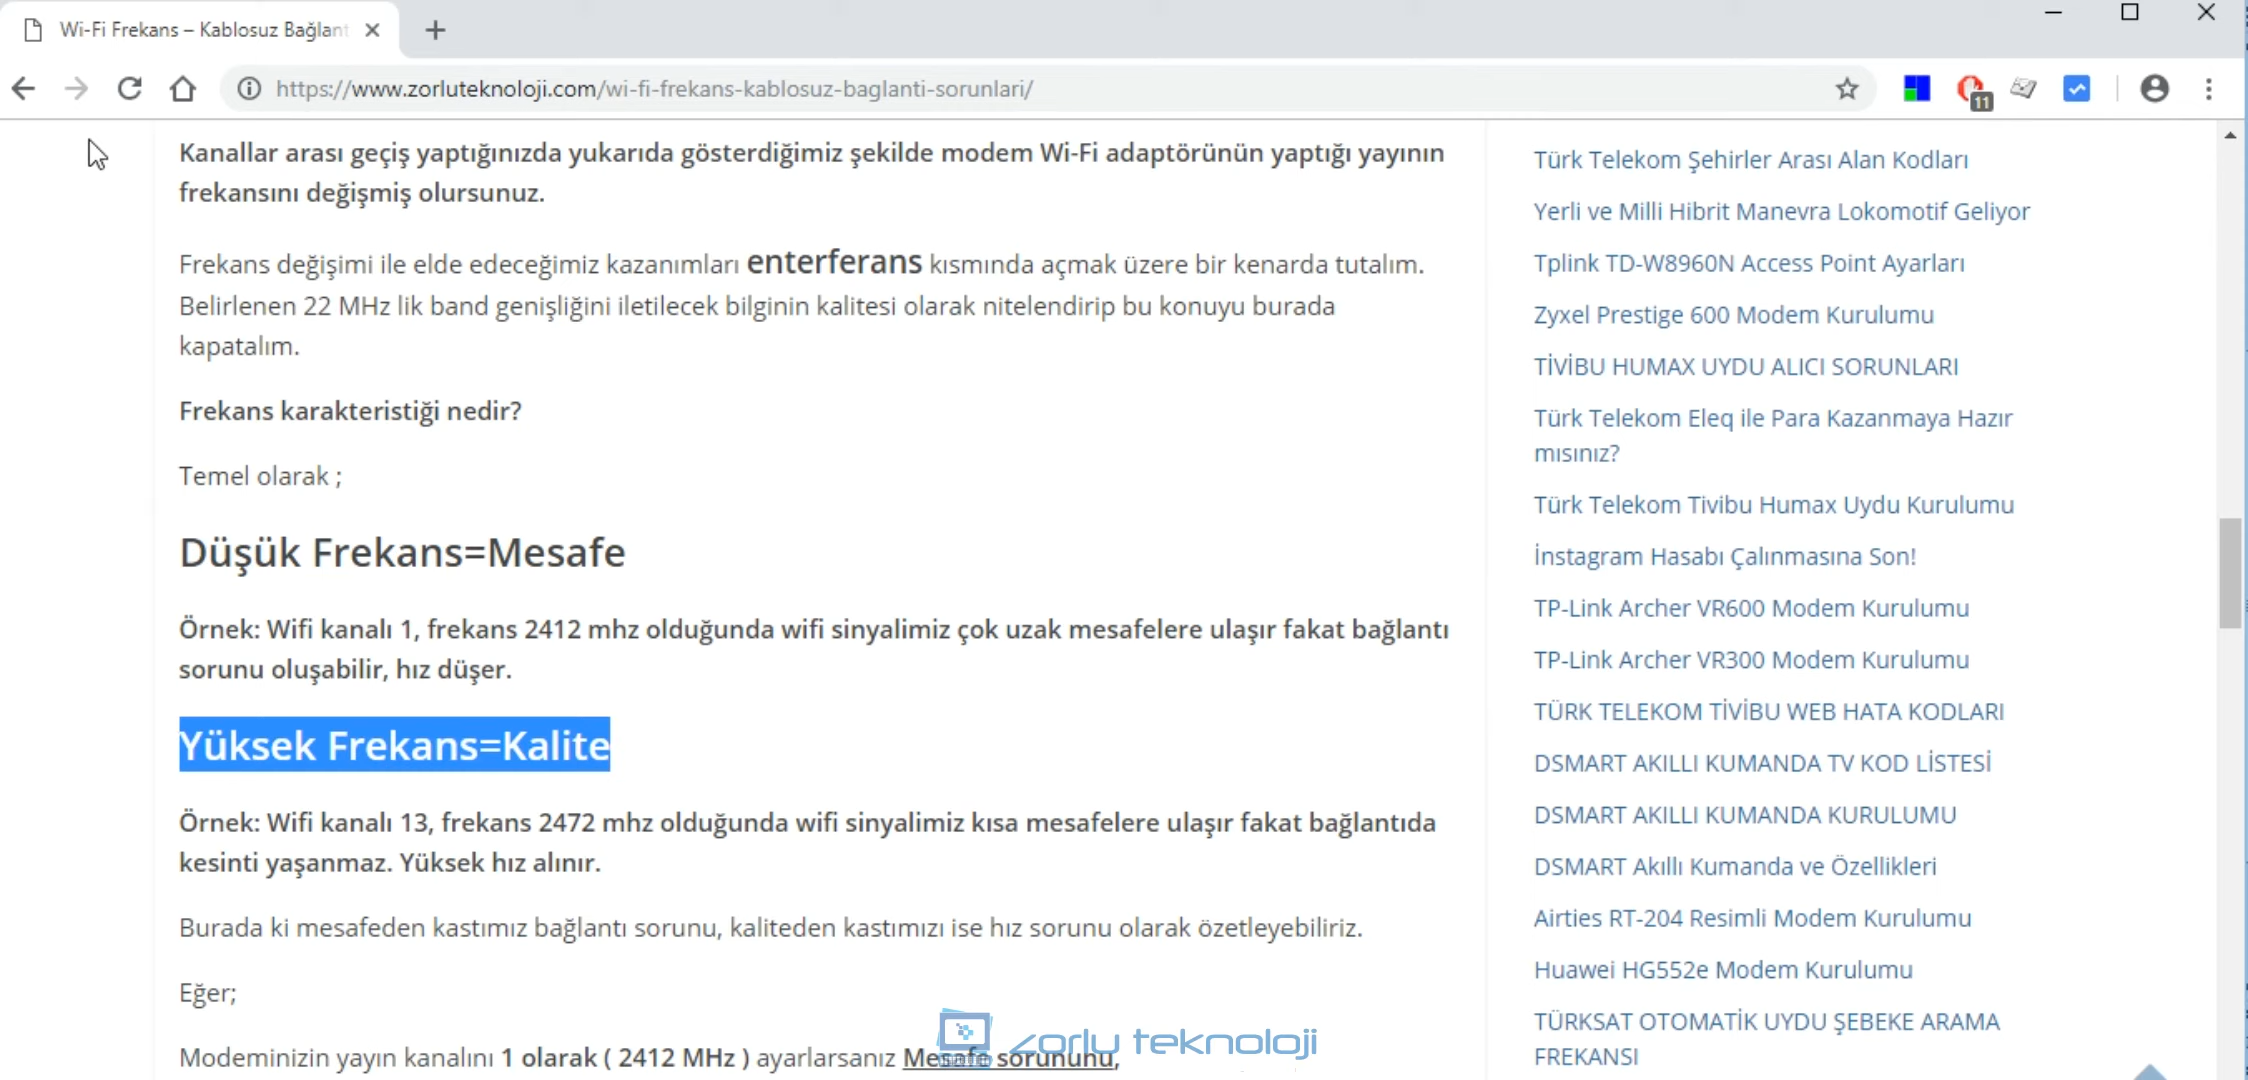 Wi-Fi Frekans – Kablosuz Bağlant
https://www.zorluteknoloji.com/wi-fi-frekans-kablosuz-baglanti-sorunlari/
11
Kanallar arası geçiş yaptığınızda yukarıda gösterdiğimiz şekilde modem Wi-Fi adaptörünün yaptığı yayının
frekansını değişmiş olursunuz.
Frekans değişimi ile elde edeceğimiz kazanımları enterferans kısmında açmak üzere bir kenarda tutalım.
Belirlenen 22 MHz lik band genişliğini iletilecek bilginin kalitesi olarak nitelendirip bu konuyu burada
kapatalım.
Frekans karakteristiği nedir?
Temel olarak ;
Düşük Frekans=Mesafe
Örnek: Wifi kanalı 1, frekans 2412 mhz olduğunda wifi sinyalimiz çok uzak mesafelere ulaşır fakat bağlantı
sorunu oluşabilir, hız düşer.
Yüksek Frekans=Kalite
Örnek: Wifi kanalı 13, frekans 2472 mhz olduğunda wifi sinyalimiz kısa mesafelere ulaşır fakat bağlantıda
kesinti yaşanmaz. Yüksek hız alınır.
Burada ki mesafeden kastımız bağlantı sorunu, kaliteden kastımızı ise hız sorunu olarak özetleyebiliriz.
Eğer;
Modeminizin yayın kanalını 1 olarak ( 2412 MHz ) ayarlarsanız Mesafe sorununu,
zorlu teknoloji
Türk Telekom Şehirler Arası Alan Kodları
Yerli ve Milli Hibrit Manevra Lokomotif Geliyor
Tplink TD-W8960N Access Point Ayarları
Zyxel Prestige 600 Modem Kurulumu
TİVİBU HUMAX UYDU ALICI SORUNLARI
Türk Telekom Eleq ile Para Kazanmaya Hazır
mısınız?
Türk Telekom Tivibu Humax Uydu Kurulumu
İnstagram Hasabı Çalınmasına Son!
TP-Link Archer VR600 Modem Kurulumu
TP-Link Archer VR300 Modem Kurulumu
TÜRK TELEKOM TİVİBU WEB HATA KODLARI
DSMART AKILLI KUMANDA TV KOD LİSTESİ
DSMART AKILLI KUMANDA KURULUMU
DSMART Akıllı Kumanda ve Özellikleri
Airties RT-204 Resimli Modem Kurulumu
Huawei HG552e Modem Kurulumu
TÜRKSAT OTOMATİK UYDU ŞEBEKE ARAMA
FREKANSI